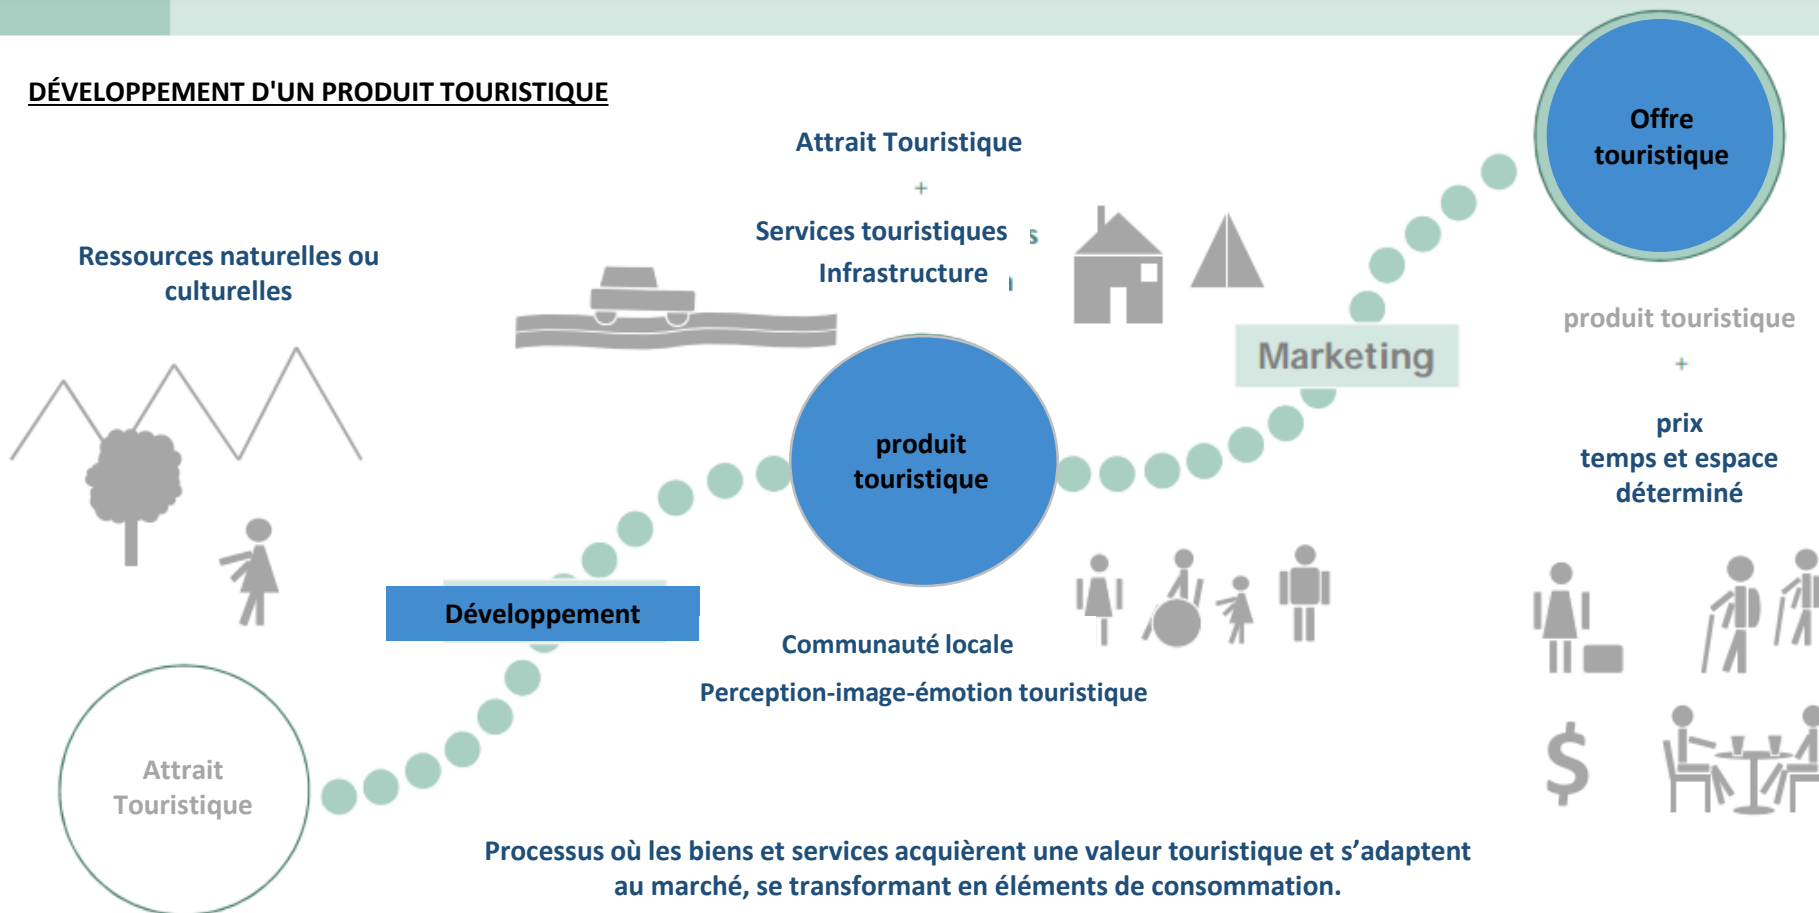 DÉVELOPPEMENT D'UN PRODUIT TOURISTIQUE
Offre
touristique
Attrait Touristique
+
Services touristiques
Infrastructure
Ressources naturelles ou
culturelles
produit touristique
+
prix
temps et espace
déterminé
Marketing
produit
touristique
Développement
Communauté locale
Perception-image-émotion touristique
$
Attrait
Touristique
Processus où les biens et services acquièrent une valeur touristique et s’adaptent
au marché, se transformant en éléments de consommation.